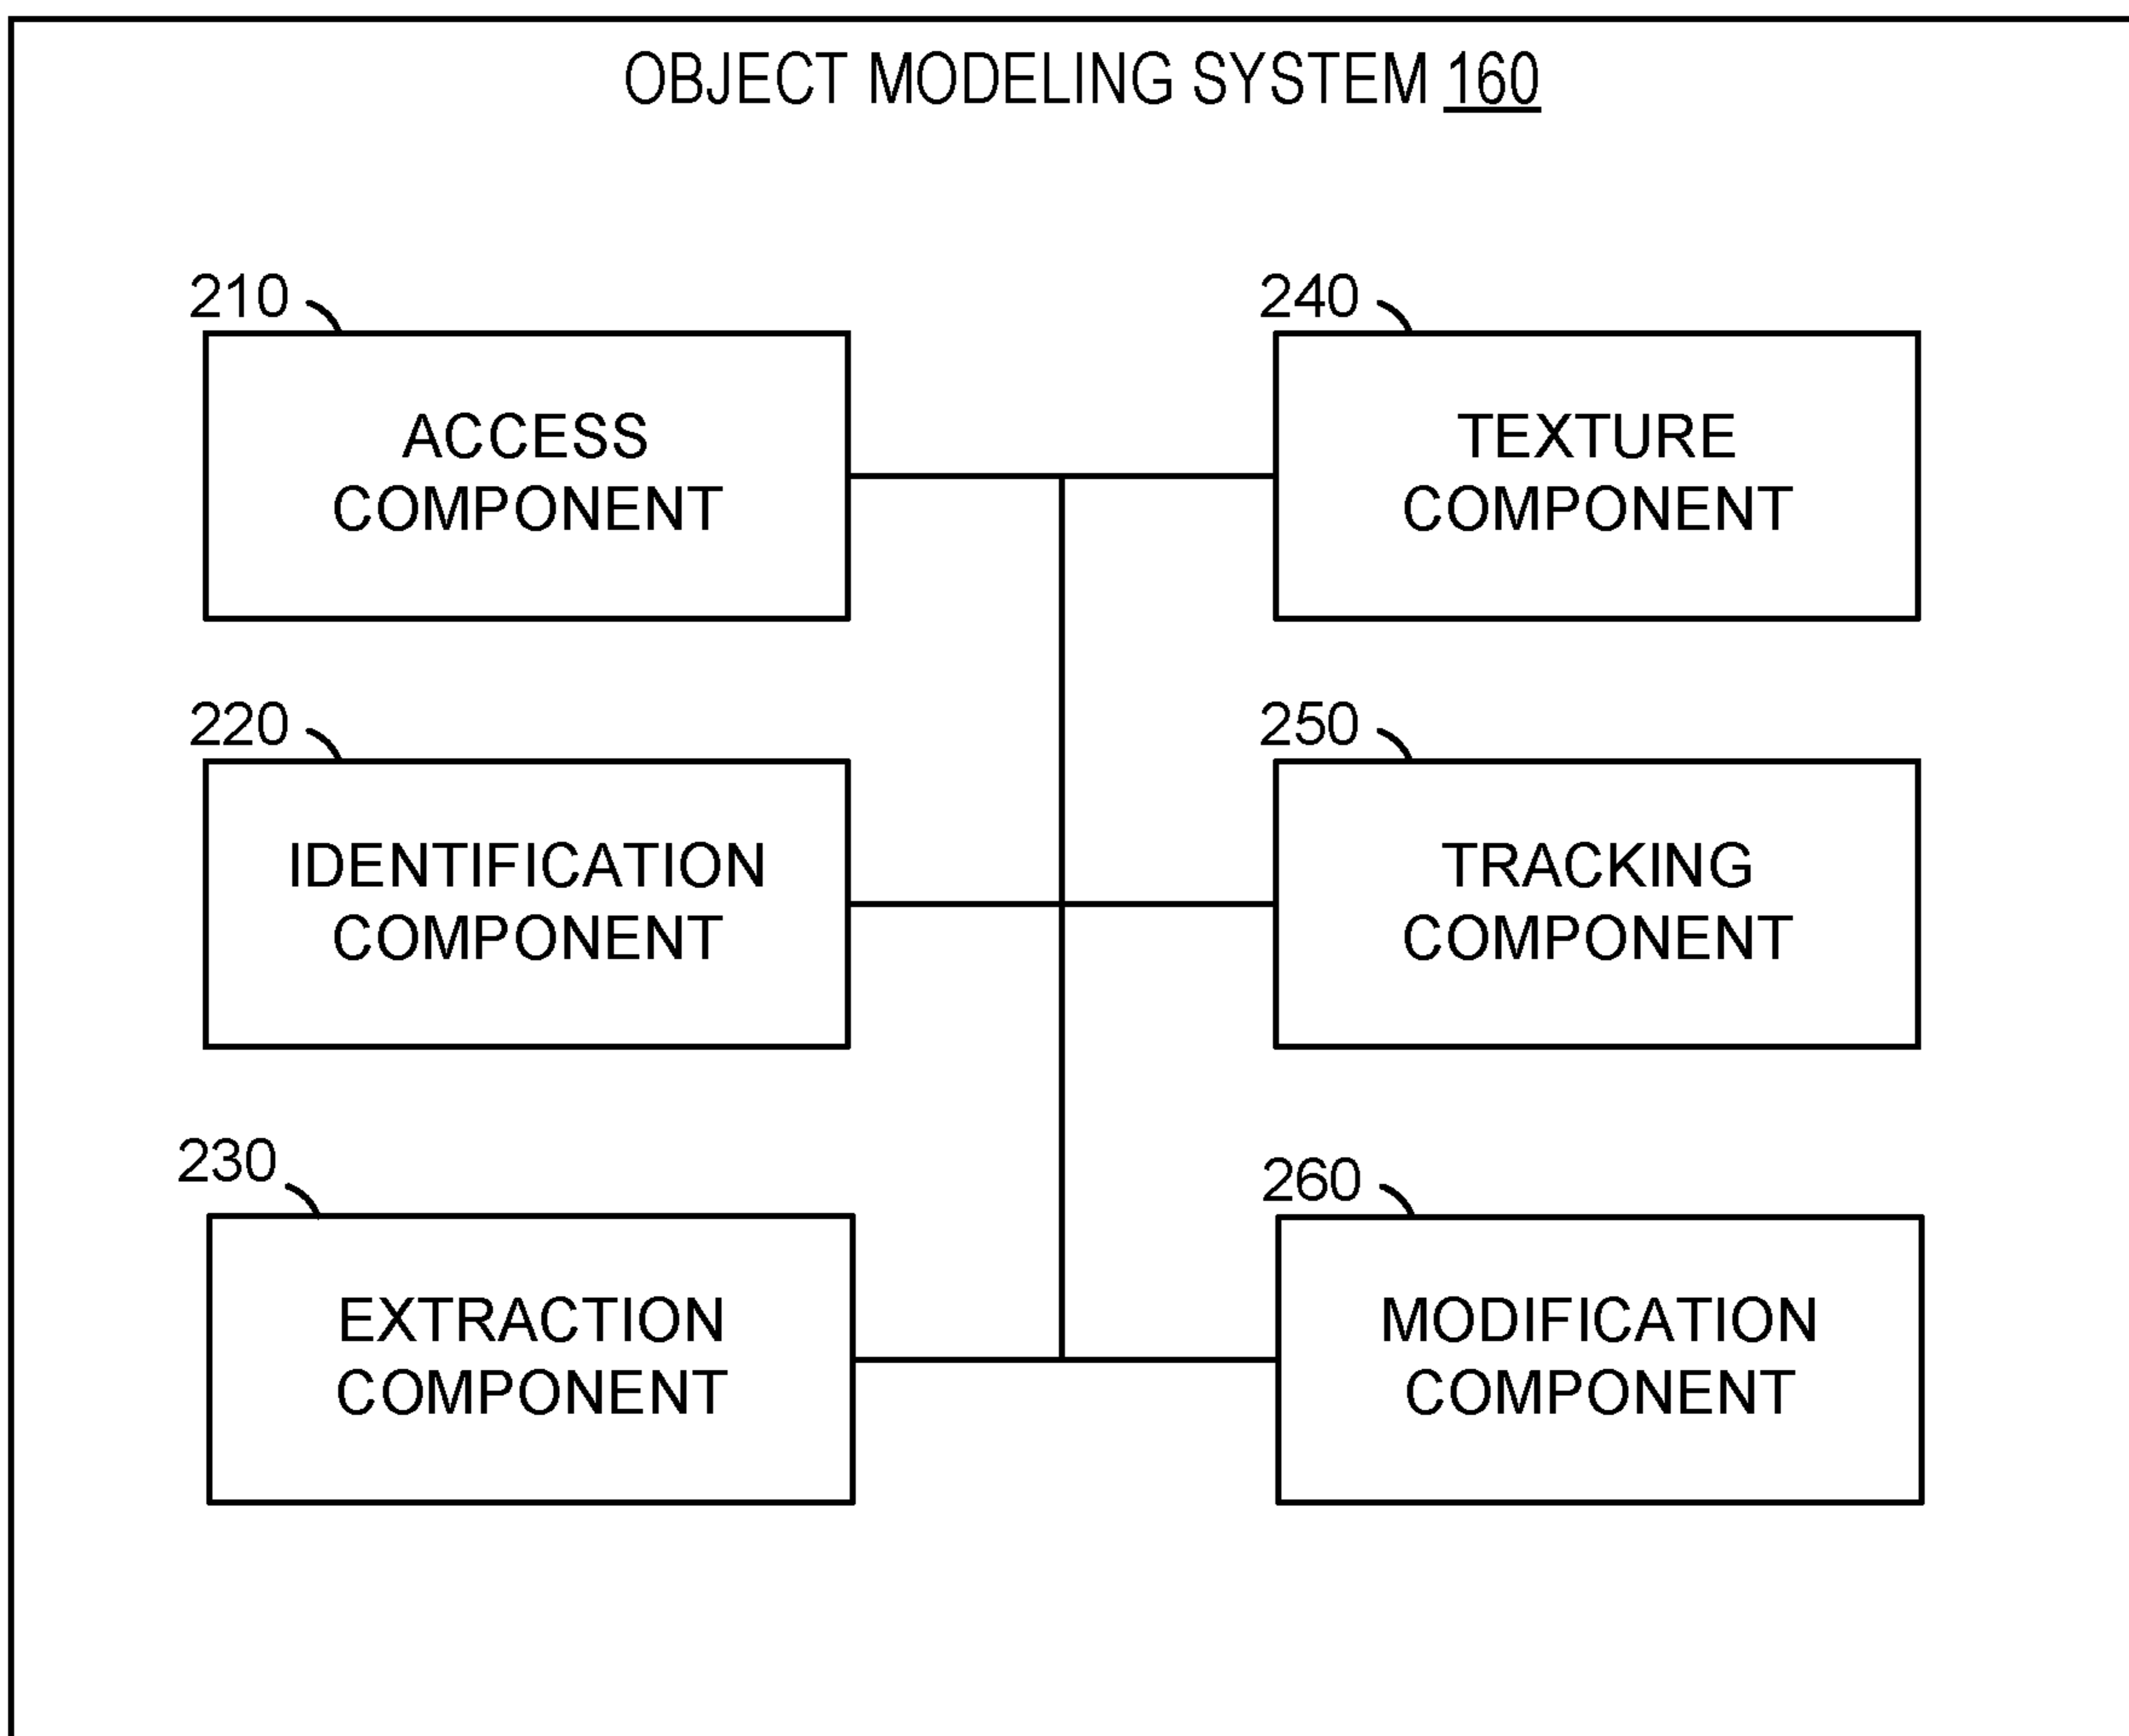 OBJECT MODELING SYSTEM 160
210
ACCESS
COMPONENT
240
TEXTURE
COMPONENT
220
IDENTIFICATION
COMPONENT
250
TRACKING
COMPONENT
230
EXTRACTION
COMPONENT
260
MODIFICATION
COMPONENT